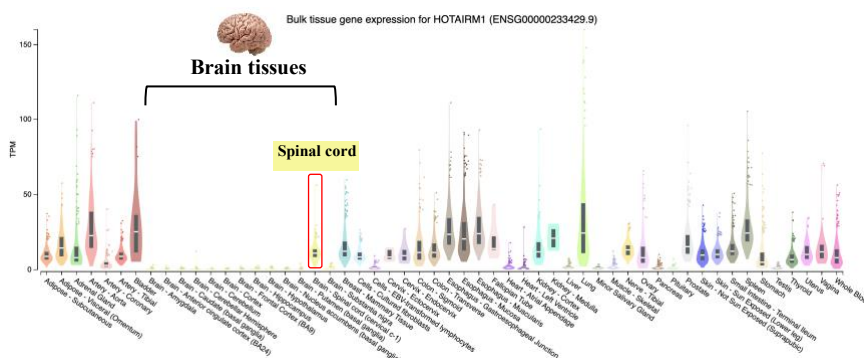 Bulk tissue gene expression for HOTAIRM1 (ENSG00000233429.9)
Brain tissues
Spinal cord
TPM
150
100
50
0
Adipose - Subcutaneous
Adipose - Visceral (Omentum)
Adrenal Gland
Artery - Aorta
Artery - Coronary
Artery - Tibial
Bladder
Brain - Amygdala
Brain - Anterior cingulate cortex (BA24)
Brain - Caudate (basal ganglia)
Brain - Cerebellar Hemisphere
Brain - Cerebellum
Brain - Cortex
Brain - Frontal Cortex (BA9)
Brain - Hippocampus
Brain - Hypothalamus
Brain - Nucleus accumbens (basal ganglia)
Brain - Putamen (basal ganglia)
Brain - Spinal cord (cervical c-1)
Brain - Substantia nigra
Breast - Mammary Tissue
Cells - Cultured fibroblasts
Cells - EBV-transformed lymphocytes
Cervix - Ectocervix
Cervix - Endocervix
Colon - Sigmoid
Colon - Transverse
Esophagus - Gastroesophageal Junction
Esophagus - Mucosa
Esophagus - Muscularis
Fallopian Tube
Heart - Atrial Appendage
Heart - Left Ventricle
Kidney - Cortex
Kidney - Medulla
Liver
Lung
Minor Salivary Gland
Muscle - Skeletal
Nerve - Tibial
Ovary
Pancreas
Pituitary
Prostate
Skin - Not Sun Exposed (Suprapubic)
Skin - Sun Exposed (Lower leg)
Small Intestine - Terminal Ileum
Spleen
Stomach
Testis
Thyroid
Uterus
Vagina
Whole Blo